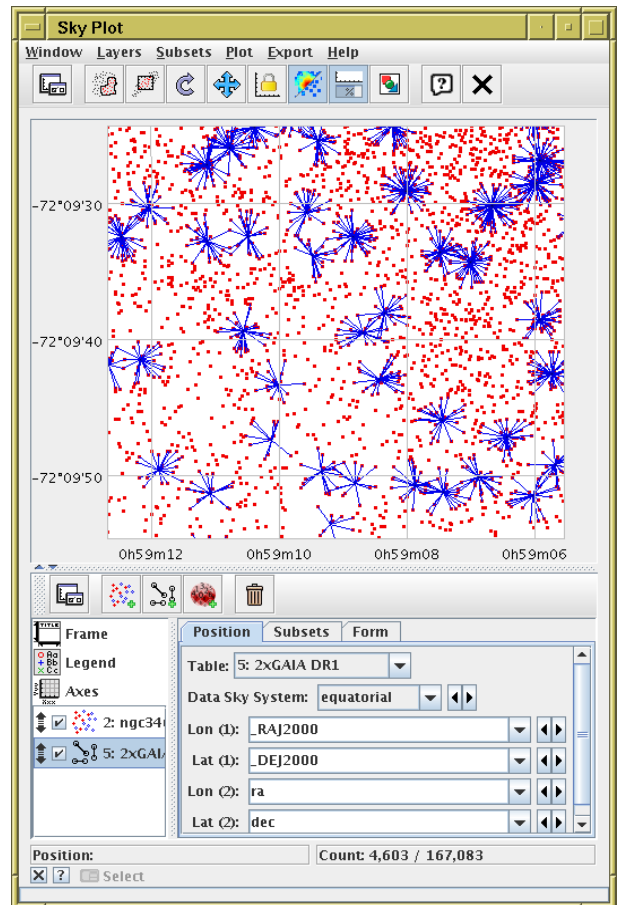 Sky Plot
Window Layers Subsets Plot Export Help
-72°09'30
-72°09'40
-72°09'50
0h59m12 0h59m10 0h59m08 0h59m06
Position Subsets Form
TITLE Frame
Legend
Axes
2: ngc34
5: 2xGAI
Table: 5: 2xGAIA DR1
Data Sky System: equatorial
Lon (1): _RAJ2000
Lat (1): _DEJ2000
Lon (2): ra
Lat (2): dec
Position: Count: 4,603 / 167,083
Select